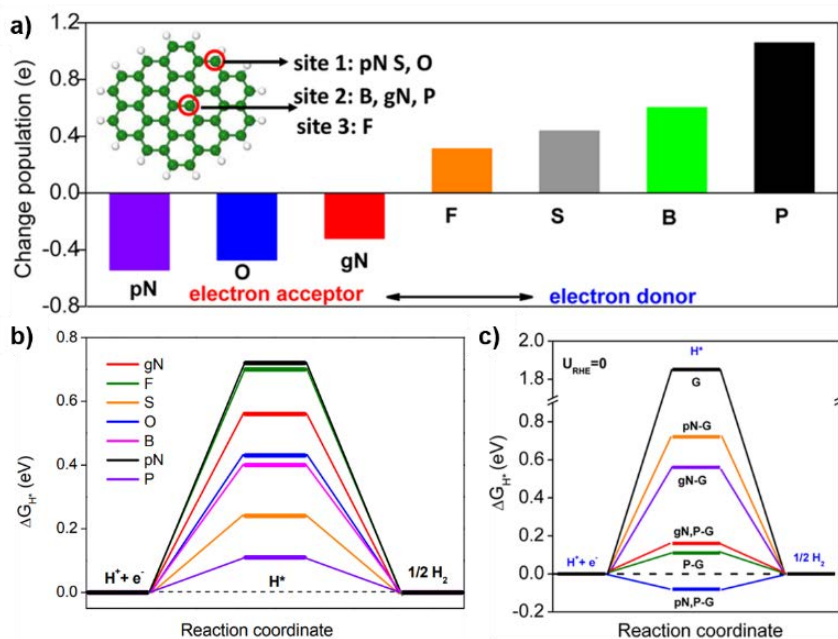 a)
Change population (e)
1.2
0.8
0.4
0.0
-0.4
-0.8
site 1: pN S, O
site 2: B, gN, P
site 3: F
pN
O
gN
F
S
B
P
electron acceptor
electron donor
b)
ΔG_H* (eV)
0.8
0.6
0.4
0.2
0.0
gN
F
S
O
B
pN
P
H⁺+ e⁻
H*
1/2 H₂
Reaction coordinate
c)
ΔG_H* (eV)
2.0
1.8
0.8
0.6
0.4
0.2
0.0
-0.2
U_RHE=0
H*
G
pN-G
gN-G
gN,P-G
P-G
pN,P-G
H⁺+ e⁻
1/2 H₂
Reaction coordinate